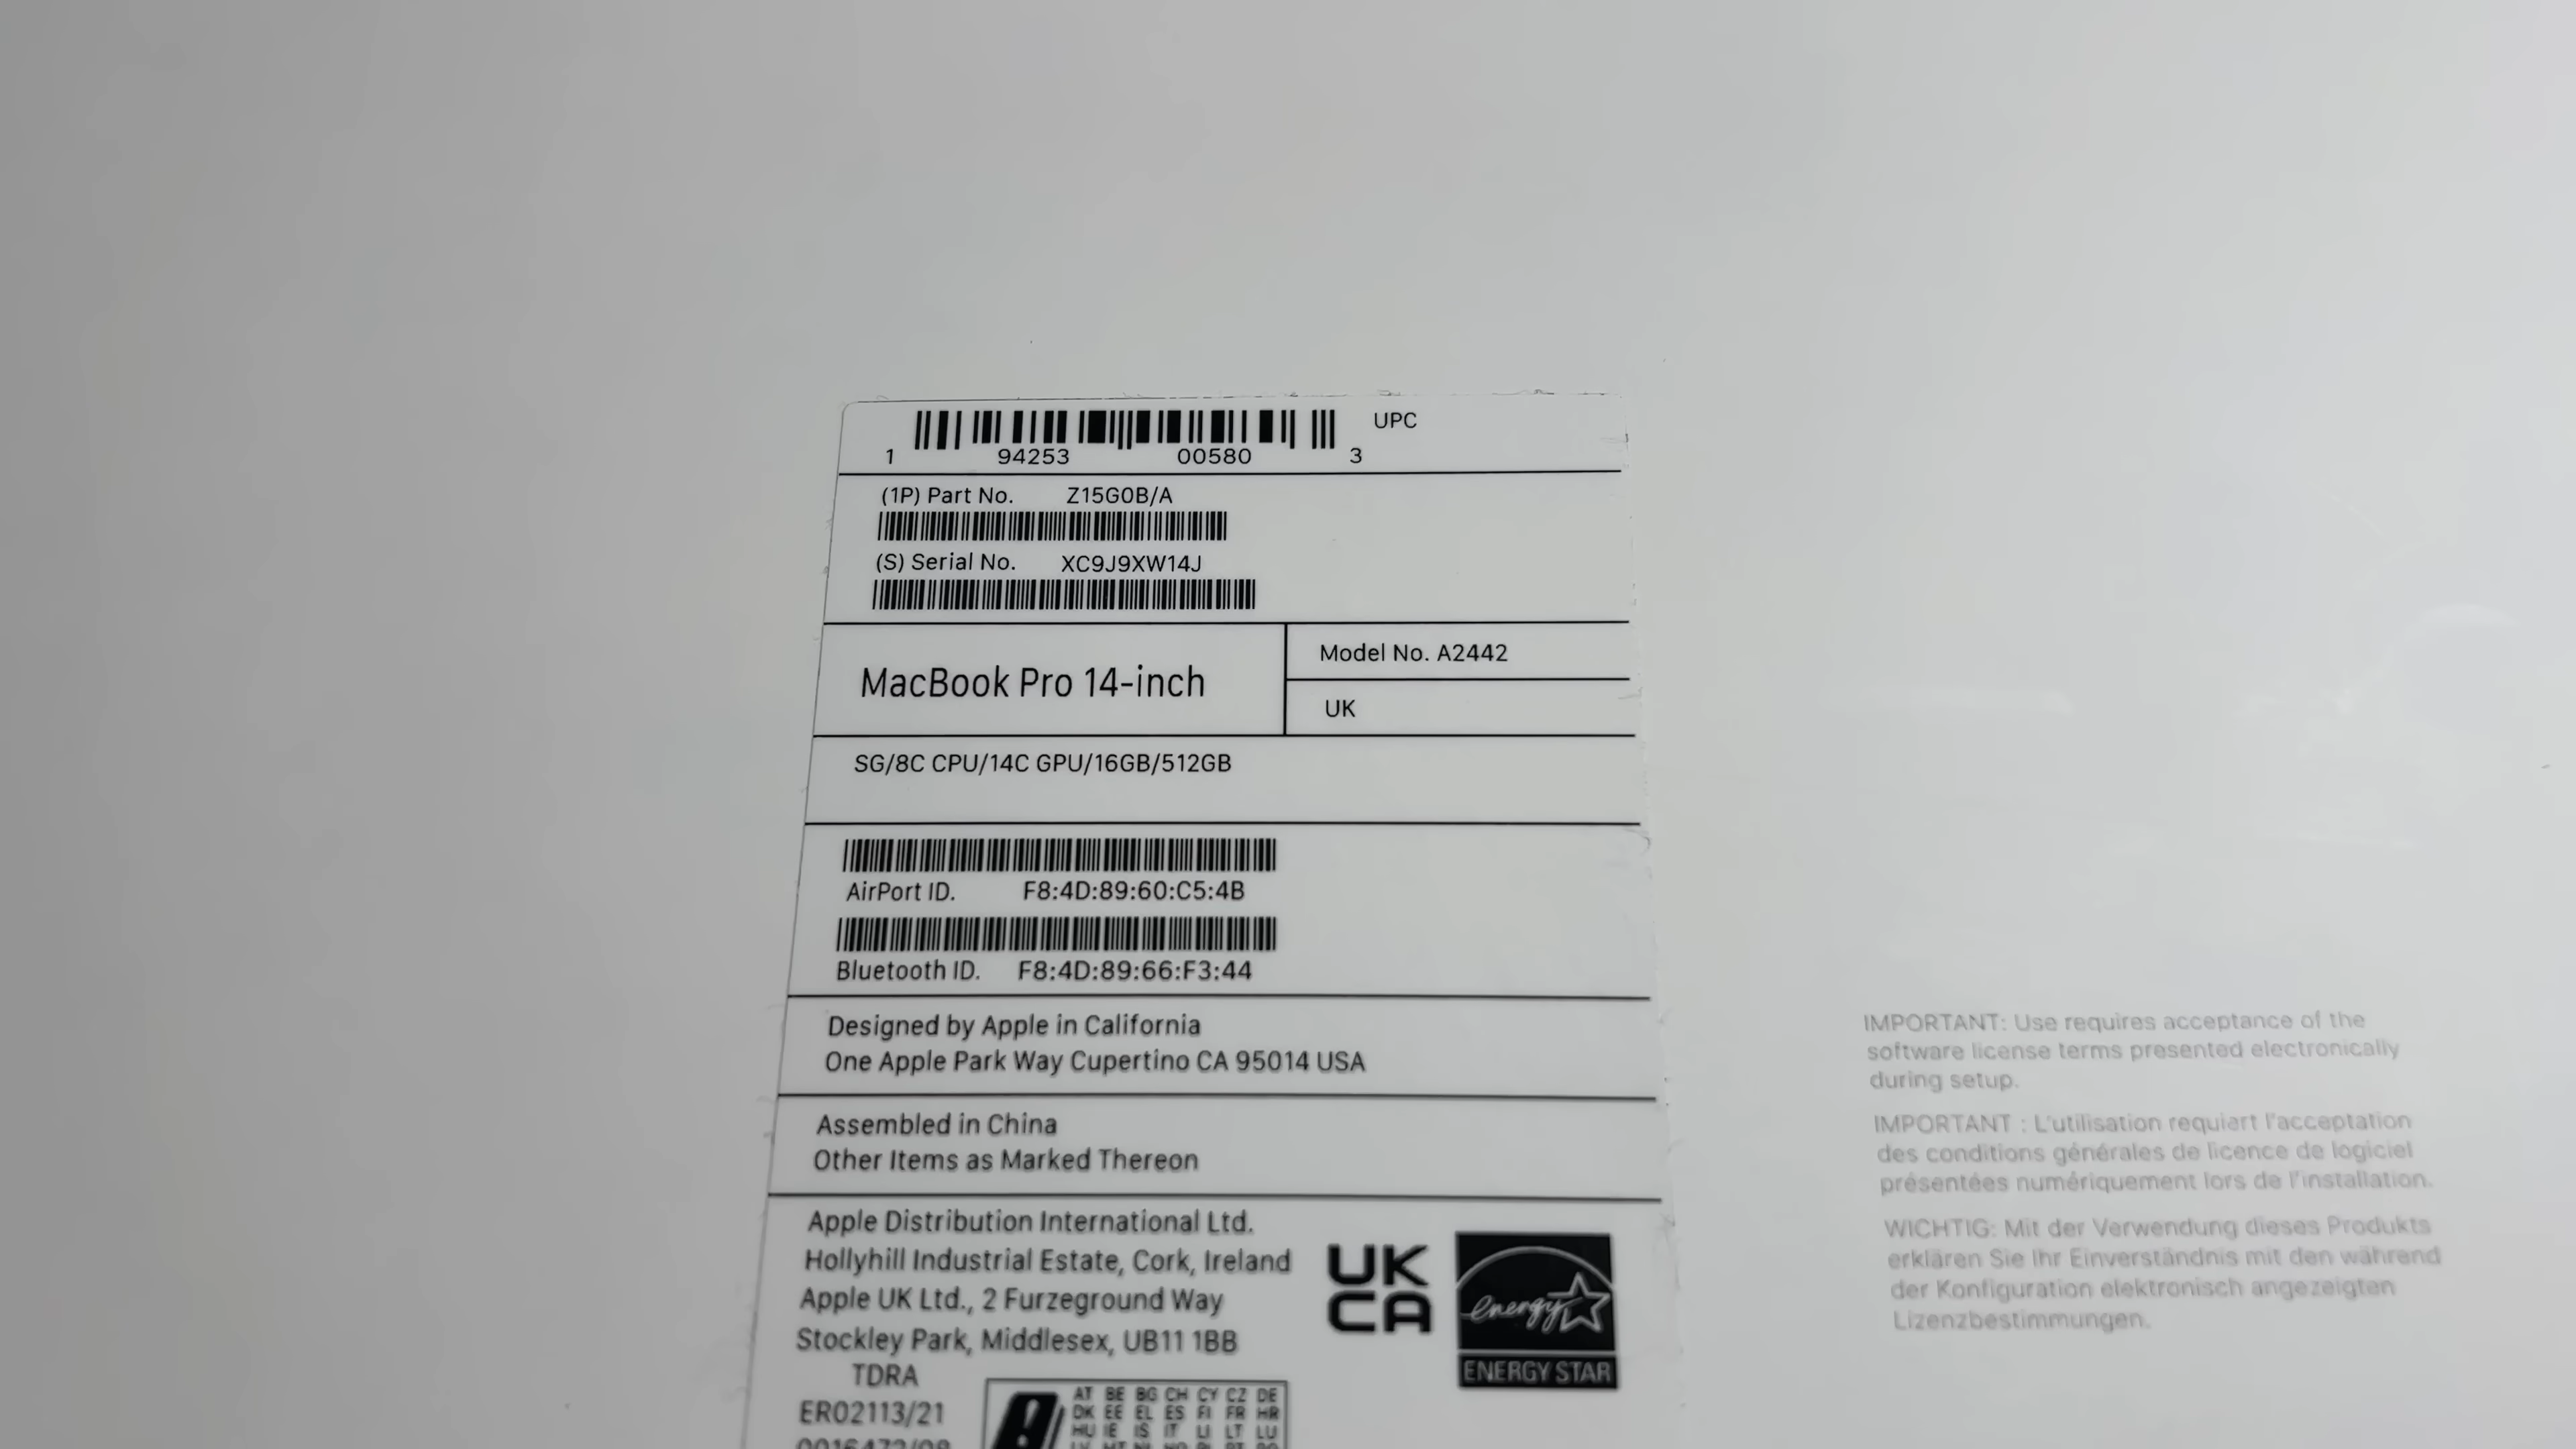 UPC
1 94253 00580 3
(1P) Part No. Z15G0B/A
(S) Serial No. XC9J9XW14J
MacBook Pro 14-inch
Model No. A2442
UK
SG/8C CPU/14C GPU/16GB/512GB
AirPort ID. F8:4D:89:60:C5:4B
Bluetooth ID. F8:4D:89:66:F3:44
Designed by Apple in California
One Apple Park Way Cupertino CA 95014 USA
Assembled in China
Other Items as Marked Thereon
Apple Distribution International Ltd.
Hollyhill Industrial Estate, Cork, Ireland
Apple UK Ltd., 2 Furzeground Way
Stockley Park, Middlesex, UB11 1BB
UK
CA
energy
ENERGY STAR
TDRA
ER02113/21
AT BE BG CH CY CZ DE
DK EE EL ES FI FR HR
HU IE IS IT LI LT LU
IMPORTANT: Use requires acceptance of the
software license terms presented electronically
during setup.
IMPORTANT : L'utilisation requiert l'acceptation
des conditions générales de licence de logiciel
présentées numériquement lors de l'installation.
WICHTIG: Mit der Verwendung dieses Produkts
erklären Sie Ihr Einverständnis mit den während
der Konfiguration elektronisch angezeigten
Lizenzbestimmungen.